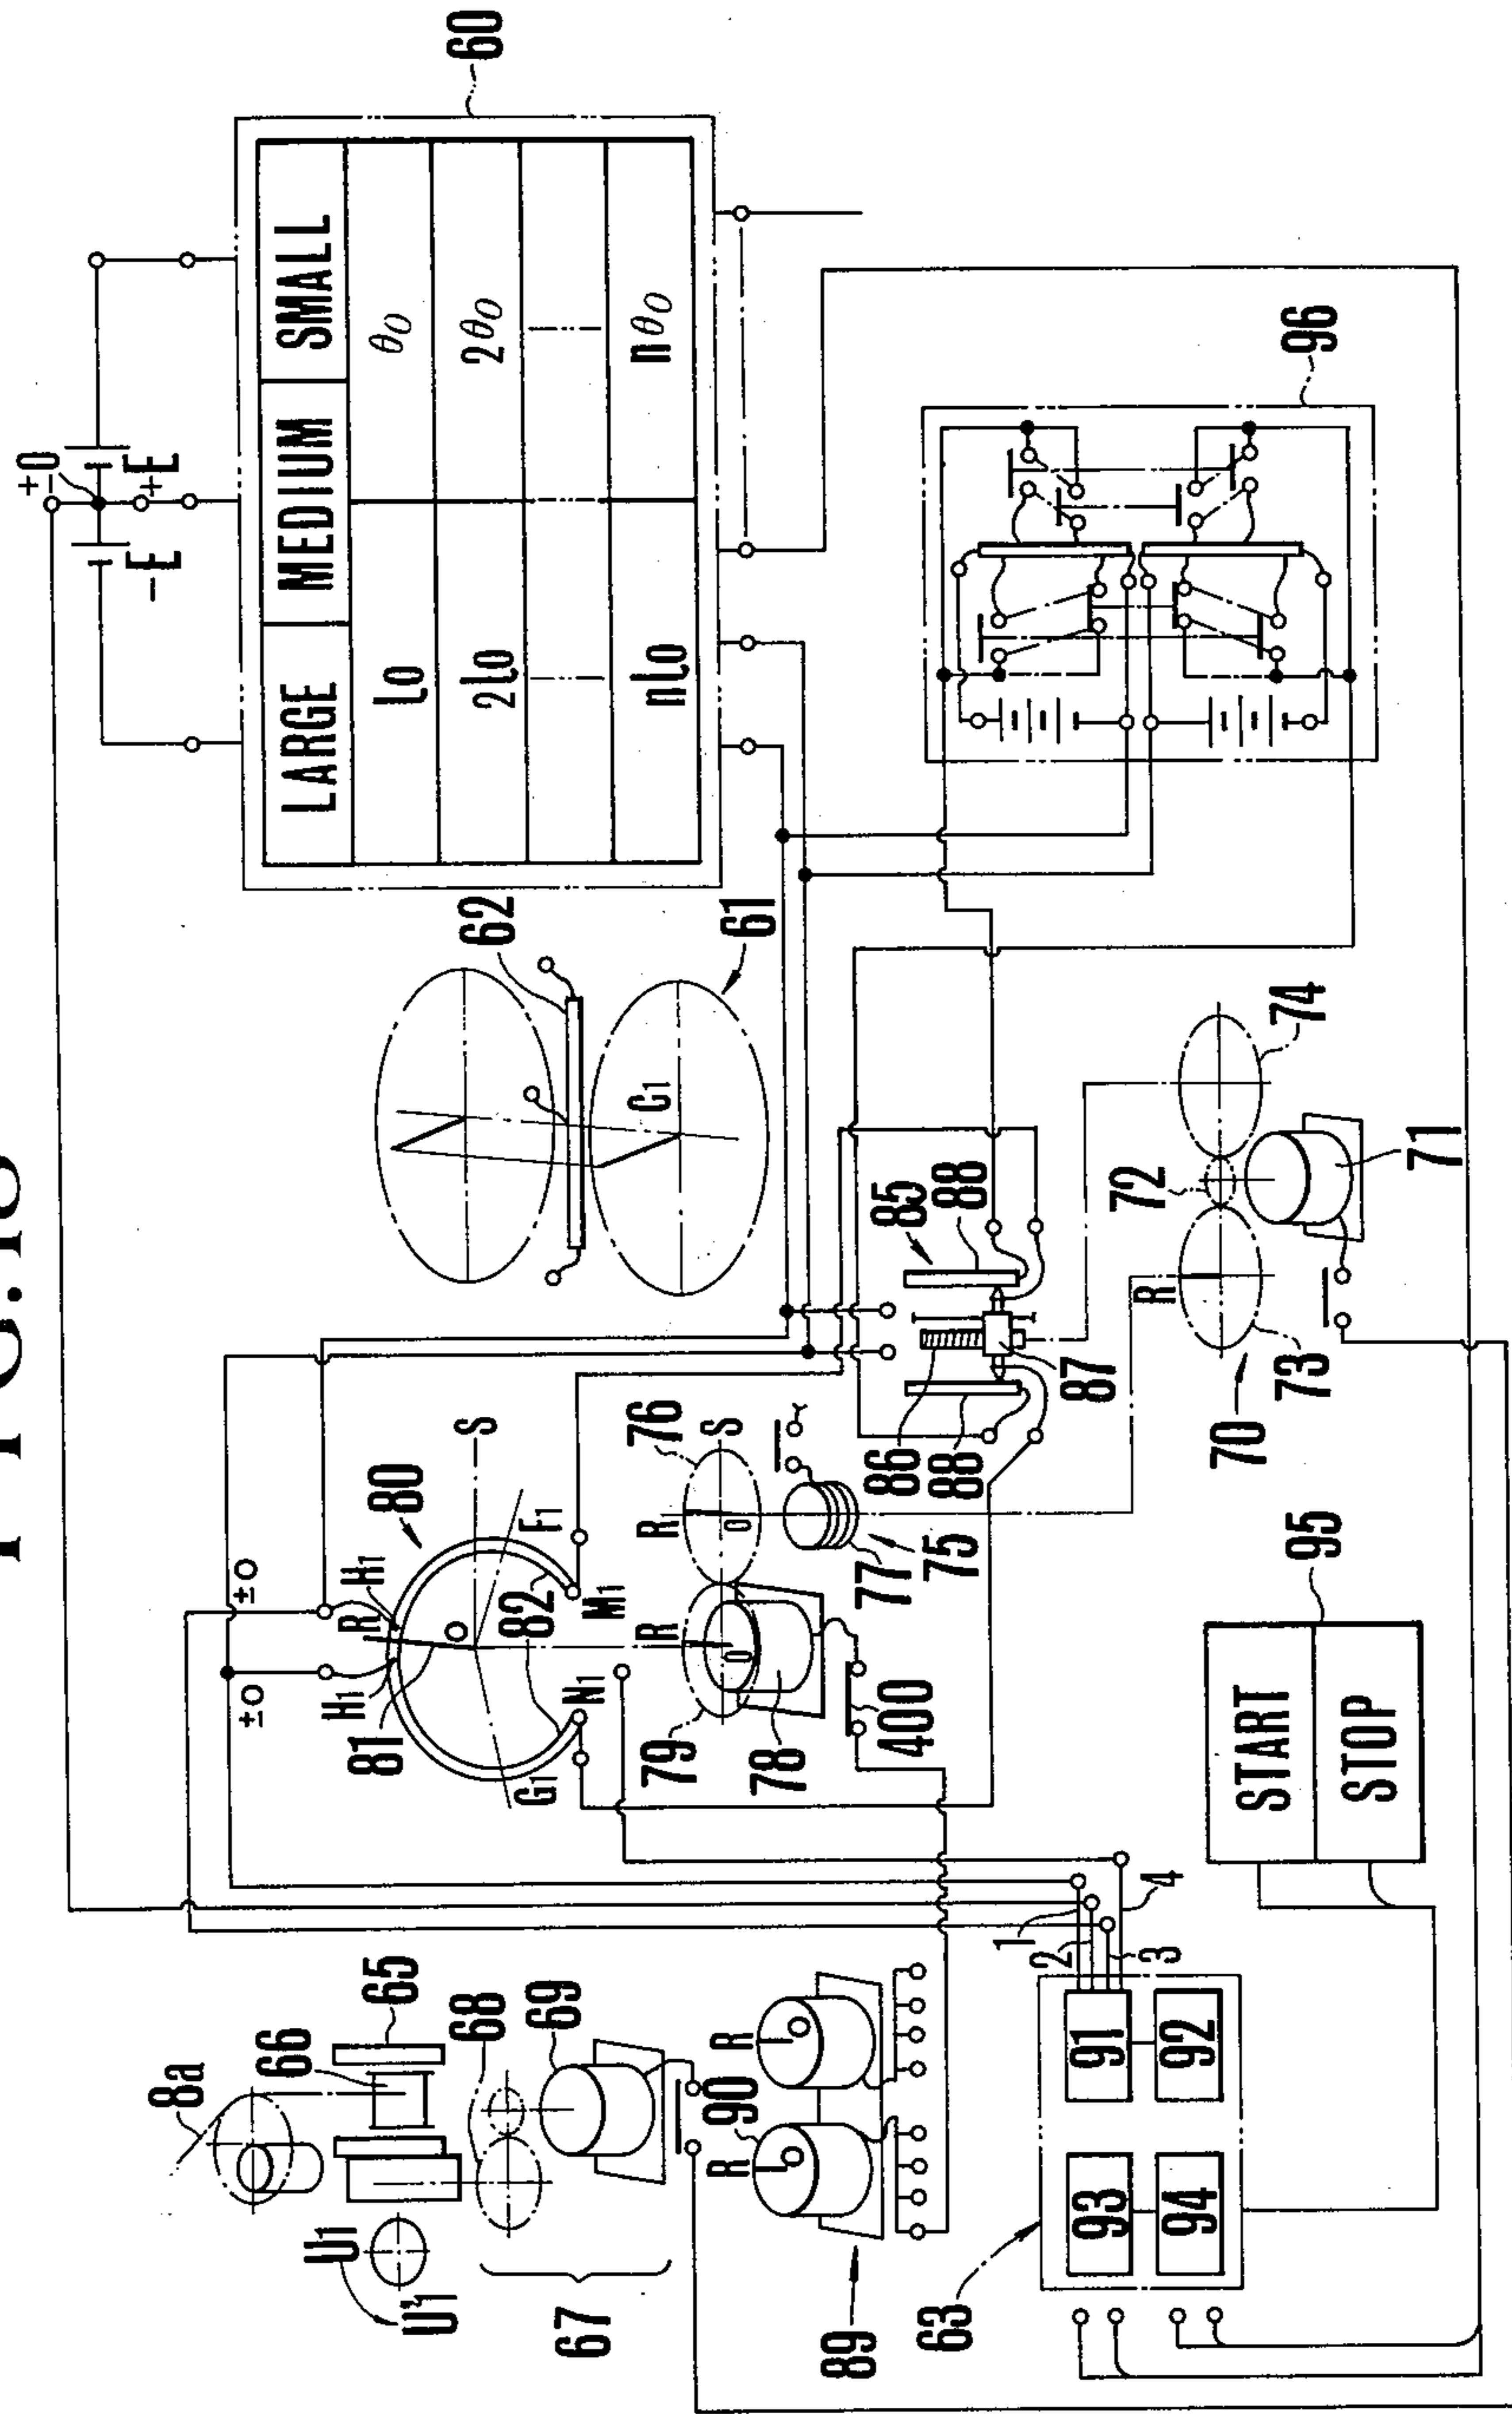 60
±0
-E
+E
LARGE
MEDIUM
SMALL
l0
θ0
2l0
2θ0
nl0
nθ0
96
62
61
G1
8a
66
65
U1
U'1
68
69
67
±0
±0
H1
R
H1
80
81
O
S
G1
82
F1
N1
M1
79
R
O
R
O
76
S
78
77
75
400
85
88
86
88
87
72
74
R
73
71
70
89
R
O
90
R
O
1
2
3
4
63
91
92
93
94
95
START
STOP